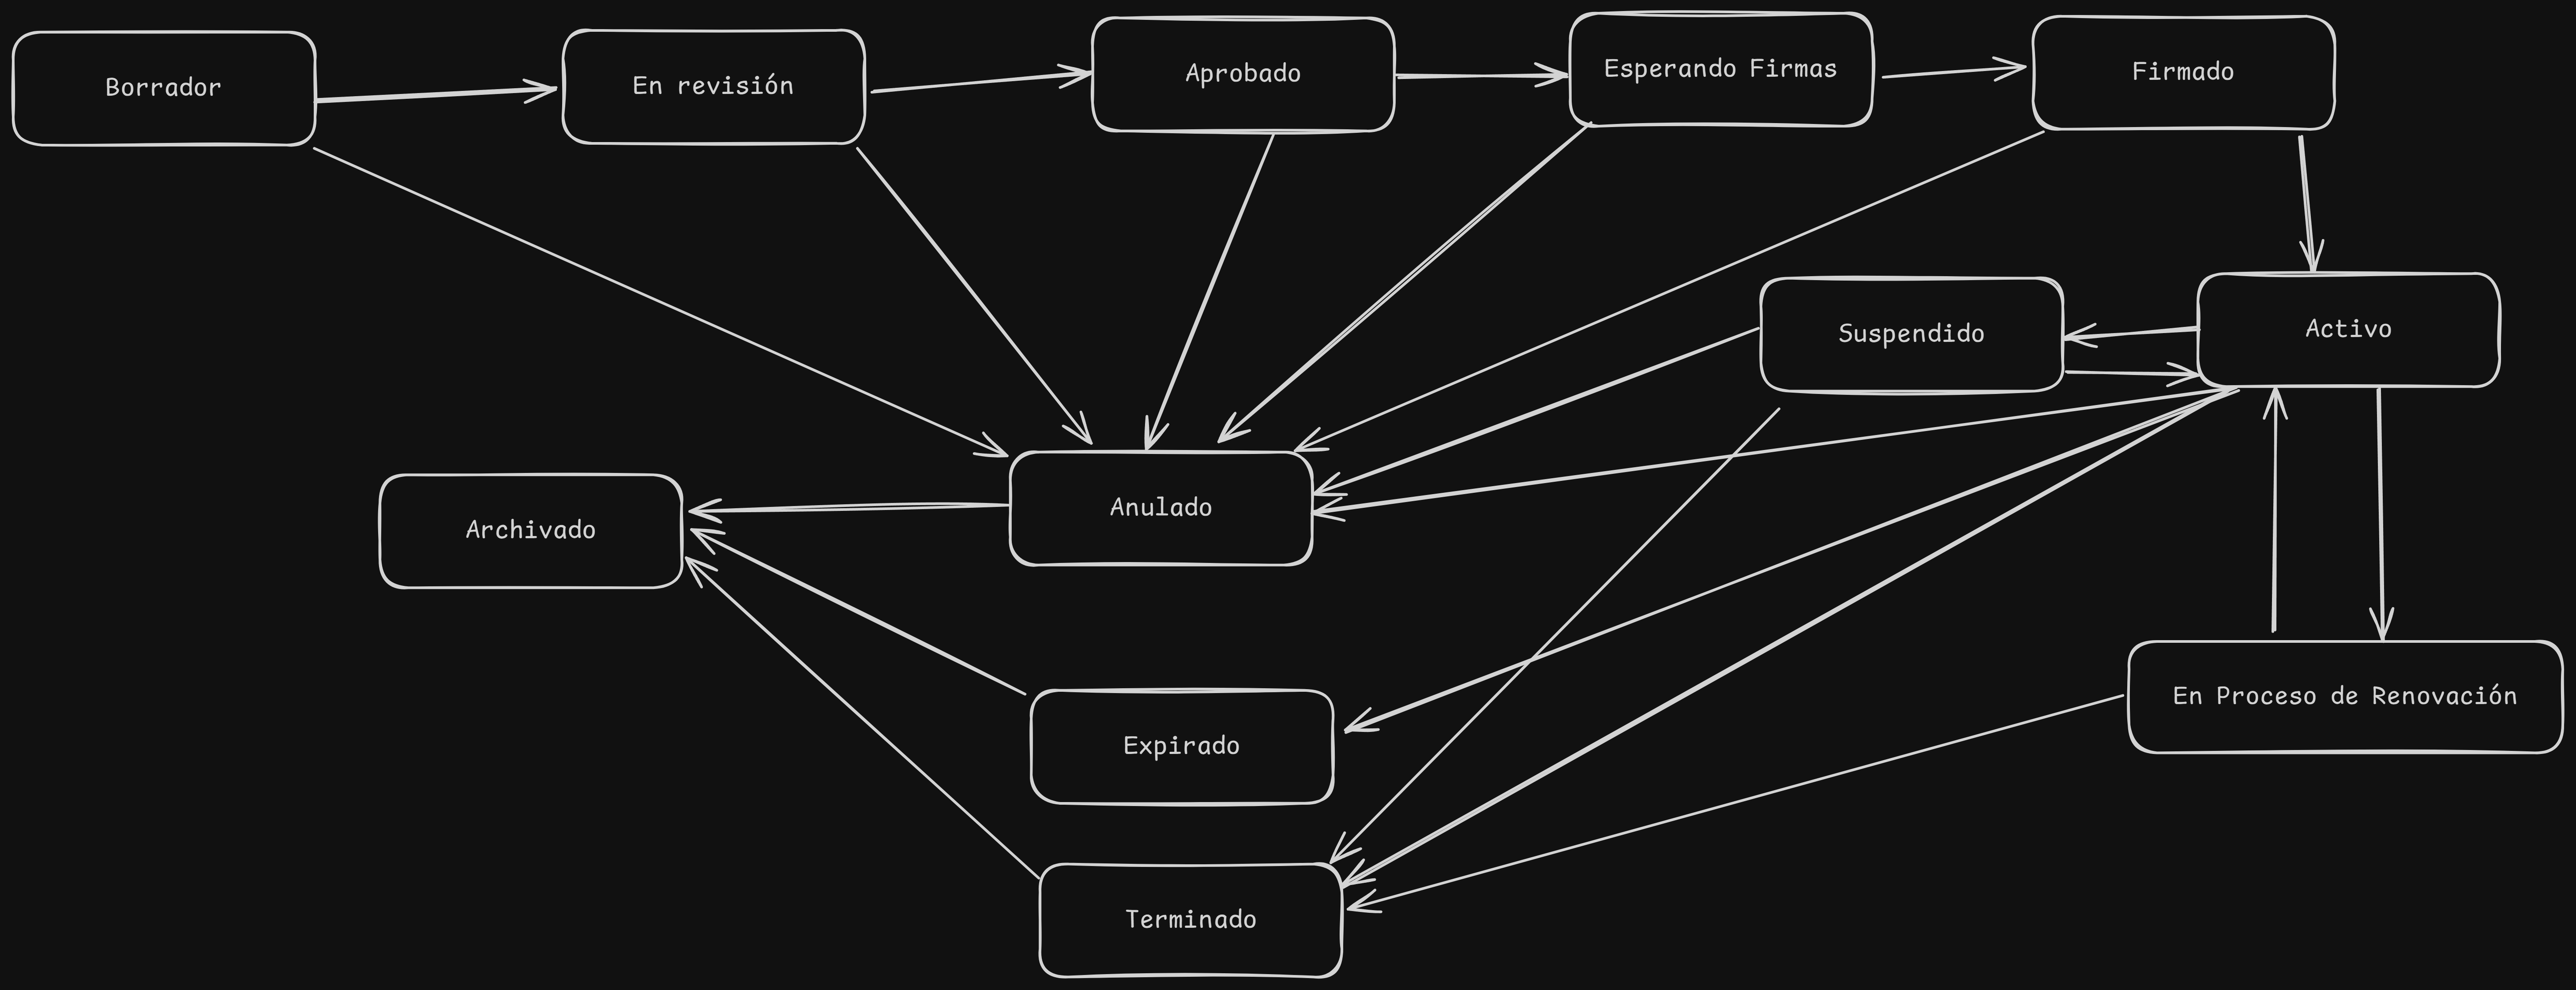 Borrador
En revisión
Aprobado
Esperando Firmas
Firmado
Suspendido
Activo
Archivado
Anulado
En Proceso de Renovación
Expirado
Terminado